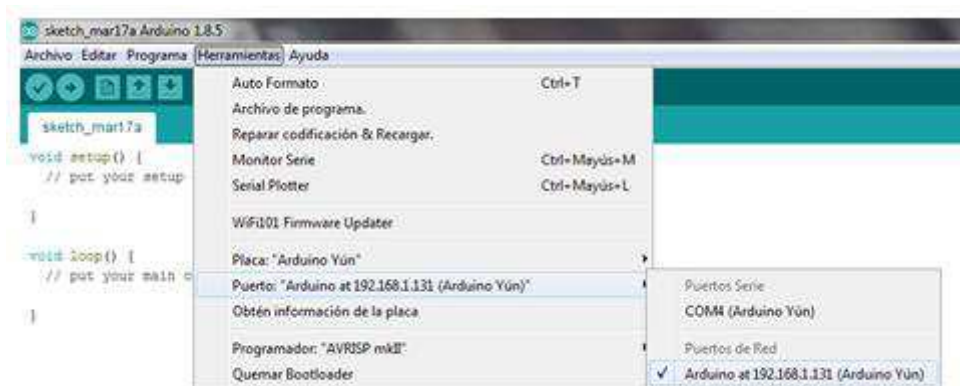 sketch_mar17a Arduino 1.8.5
Archivo Editar Programa Herramientas Ayuda
sketch_mar17a
void setup() {
// put your setup
}
void loop() {
// put your main c
}
Auto Formato Ctrl+T
Archivo de programa.
Reparar codificación & Recargar.
Monitor Serie Ctrl+Mayús+M
Serial Plotter Ctrl+Mayús+L
WiFi101 Firmware Updater
Placa: "Arduino Yún"
Puerto: "Arduino at 192.168.1.131 (Arduino Yún)"
Obtén información de la placa
Programador: "AVRISP mkII"
Quemar Bootloader
Puertos Serie
COM4 (Arduino Yún)
Puertos de Red
Arduino at 192.168.1.131 (Arduino Yún)